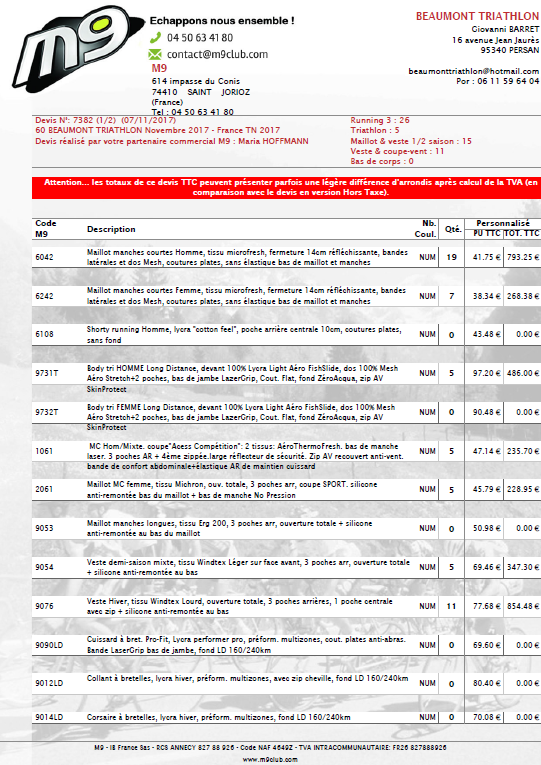 m9
Echappons nous ensemble !
04 50 63 41 80
contact@m9club.com
M9
614 impasse du Conis
74410 SAINT JORIOZ
(France)
Tel : 04 50 63 41 80
BEAUMONT TRIATHLON
Giovanni BARRET
16 avenue Jean Jaurès
95340 PERSAN
beaumonttriathlon@hotmail.com
Por : 06 11 59 64 04
Devis N°: 7382 (1/2) (07/11/2017)
60 BEAUMONT TRIATHLON Novembre 2017 - France TN 2017
Devis réalisé par votre partenaire commercial M9 : Maria HOFFMANN
Running 3 : 26
Triathlon : 5
Maillot & veste 1/2 saison : 15
Veste & coupe-vent : 11
Bas de corps : 0
Attention... les totaux de ce devis TTC peuvent présenter parfois une légère différence d'arrondis après calcul de la TVA (en
comparaison avec le devis en version Hors Taxe).
Code M9 Description Nb. Coul. Qté. Personnalisé PU TTC TOT. TTC
6042 Maillot manches courtes Homme, tissu microfresh, fermeture 14cm réfléchissante, bandes NUM 19 41.75 € 793.25 €
latérales et dos Mesh, coutures plates, sans élastique bas de maillot et manches
6242 Maillot manches courtes Femme, tissu microfresh, fermeture 14cm réfléchissante, bandes NUM 7 38.34 € 268.38 €
latérales et dos Mesh, coutures plates, sans élastique bas de maillot et manches
6108 Shorty running Homme, lycra "cotton feel", poche arrière centrale 10cm, coutures plates, NUM 0 43.48 € 0.00 €
sans fond
9731T Body tri HOMME Long Distance, devant 100% Lycra Light Aéro FishSlide, dos 100% Mesh NUM 5 97.20 € 486.00 €
Aéro Stretch+2 poches, bas de jambe LazerGrip, Cout. Flat, fond ZéroAcqua, zip AV
SkinProtect
9732T Body tri FEMME Long Distance, devant 100% Lycra Light Aéro FishSlide, dos 100% Mesh NUM 0 90.48 € 0.00 €
Aéro Stretch+2 poches, bas de jambe LazerGrip, Cout. Flat, fond ZéroAcqua, zip AV
SkinProtect
1061 MC Hom/Mixte. coupe"Acess Compétition": 2 tissus: AéroThermoFresh. bas de manche NUM 5 47.14 € 235.70 €
laser. 3 poches AR + 4ème zippée.large réflecteur de sécurité. Zip AV recouvert anti-vent.
bande de confort abdominale+élastique AR de maintien cuissard
2061 Maillot MC femme, tissu Michron, ouv. totale, 3 poches arr, coupe SPORT. silicone NUM 5 45.79 € 228.95 €
anti-remontée bas du maillot + bas de manche No Pression
9053 Maillot manches longues, tissu Erg 200, 3 poches arr, ouverture totale + silicone NUM 0 50.98 € 0.00 €
anti-remontée au bas du maillot
9054 Veste demi-saison mixte, tissu Windtex Léger sur face avant, 3 poches arr, ouverture totale NUM 5 69.46 € 347.30 €
+ silicone anti-remontée au bas
9076 Veste Hiver, tissu Windtex Lourd, ouverture totale, 3 poches arrières, 1 poche centrale NUM 11 77.68 € 854.48 €
avec zip + silicone anti-remontée au bas
9090LD Cuissard à bret. Pro-Fit, Lycra performer pro, préform. multizones, cout. plates anti-abras. NUM 0 69.60 € 0.00 €
Bande LaserGrip bas de jambe, fond LD 160/240km
9012LD Collant à bretelles, lycra hiver, préform. multizones, avec zip cheville, fond LD 160/240km NUM 0 80.40 € 0.00 €
9014LD Corsaire à bretelles, lycra hiver, préform. multizones, fond LD 160/240km NUM 0 70.08 € 0.00 €
M9 - IB France Sas - RCS ANNECY 827 88 926 - Code NAF 4649Z - TVA INTRACOMMUNAUTAIRE: FR26 827888926
www.m9club.com